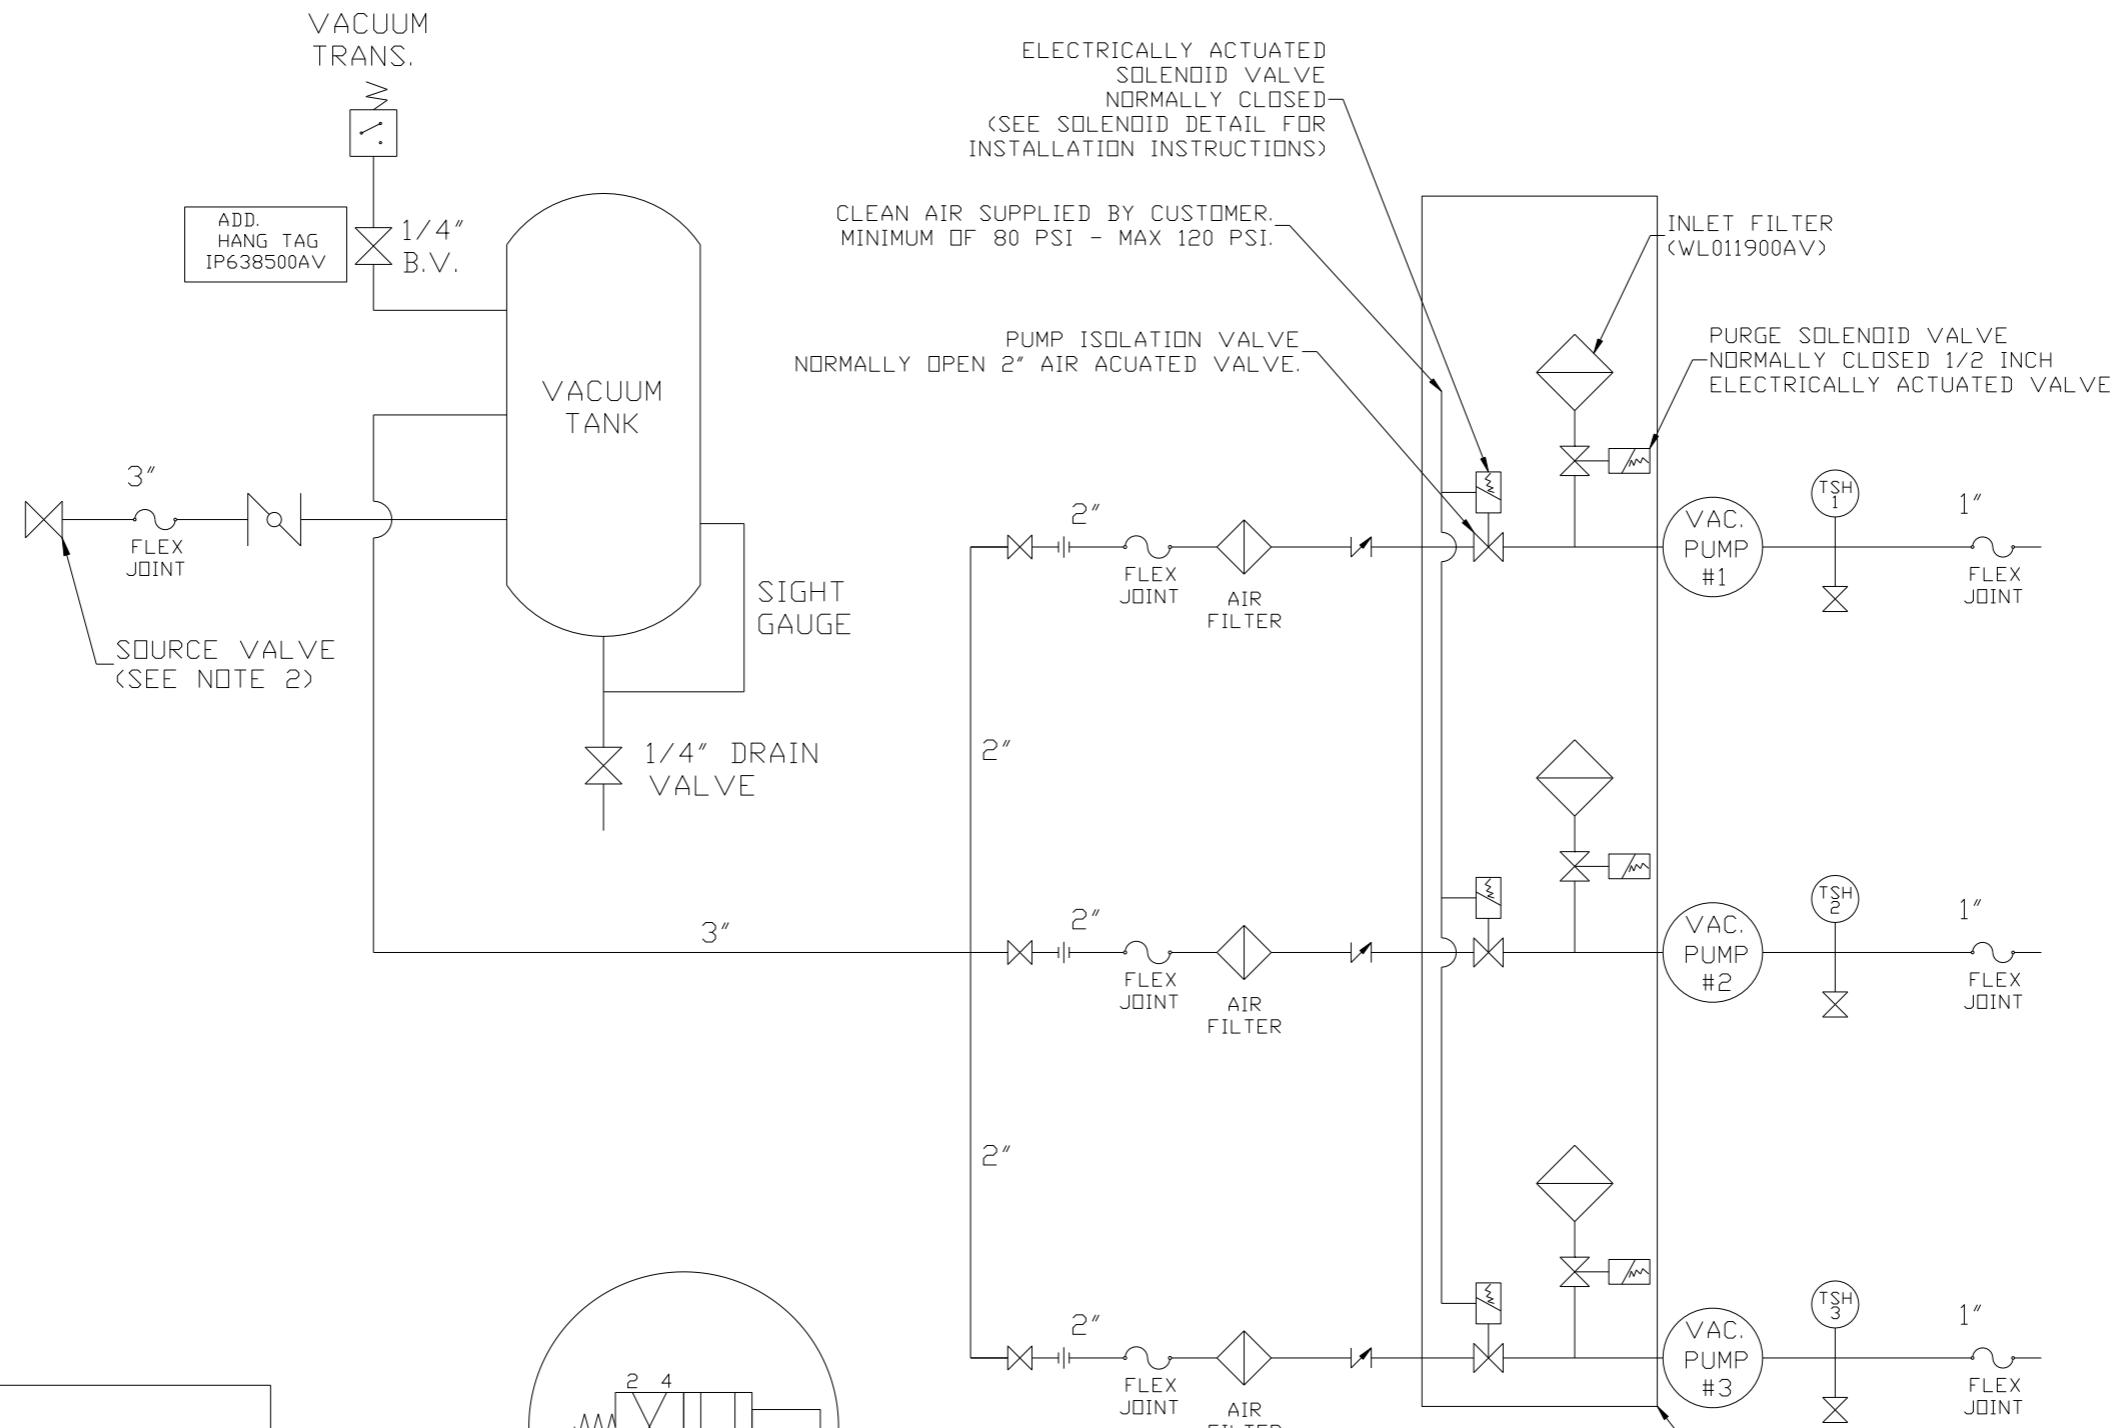 VACUUM
TRANS.
ADD.
HANG TAG
IP638500AV
1/4"
B.V.
VACUUM
TANK
3"
FLEX
JOINT
SOURCE VALVE
(SEE NOTE 2)
SIGHT
GAUGE
1/4" DRAIN
VALVE
3"
ELECTRICALLY ACTUATED
SOLENOID VALVE
NORMALLY CLOSED
(SEE SOLENOID DETAIL FOR
INSTALLATION INSTRUCTIONS)
CLEAN AIR SUPPLIED BY CUSTOMER.
MINIMUM OF 80 PSI - MAX 120 PSI.
PUMP ISOLATION VALVE
NORMALLY OPEN 2" AIR ACUATED VALVE.
INLET FILTER
(WL011900AV)
PURGE SOLENOID VALVE
NORMALLY CLOSED 1/2 INCH
ELECTRICALLY ACTUATED VALVE
2"
FLEX
JOINT
AIR
FILTER
VAC.
PUMP
#1
TSH
1
1"
FLEX
JOINT
2"
2"
FLEX
JOINT
AIR
FILTER
VAC.
PUMP
#2
TSH
2
1"
FLEX
JOINT
2"
2"
FLEX
JOINT
AIR
FILTER
VAC.
PUMP
#3
TSH
3
1"
FLEX
JOINT
2 4